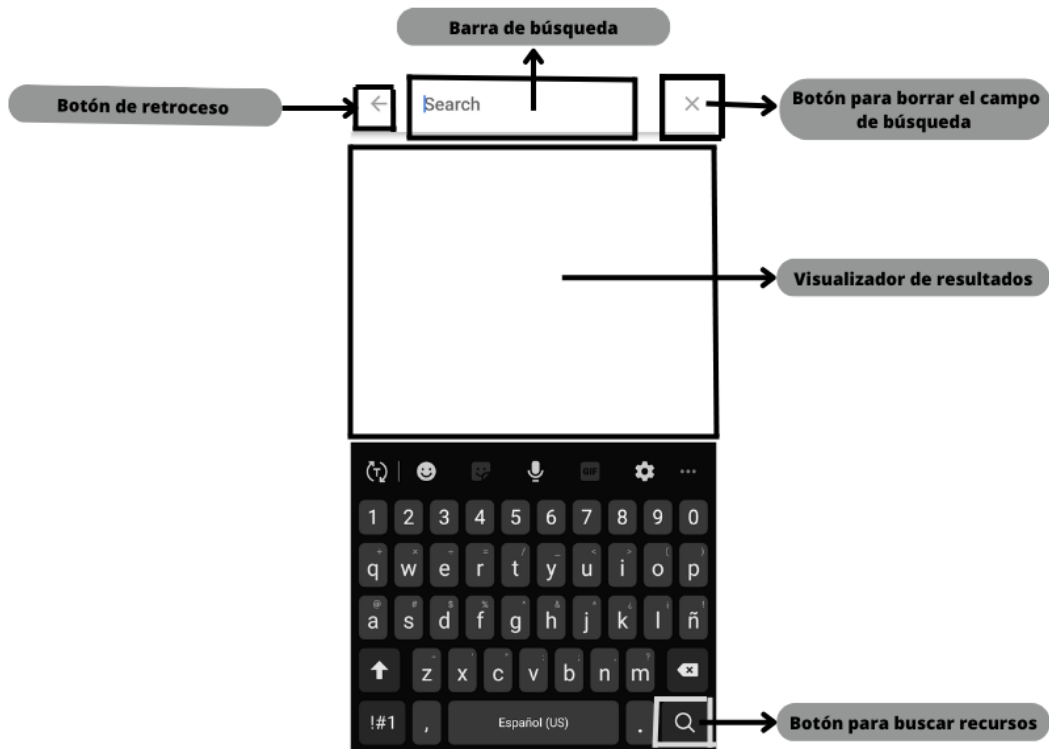 Barra de búsqueda
Botón de retroceso
Search
Botón para borrar el campo
de búsqueda
Visualizador de resultados
GIF
1 2 3 4 5 6 7 8 9 0
q w e r t y u i o p
a s d f g h j k l ñ
z x c v b n m
!#1 , Español (US) .
Botón para buscar recursos